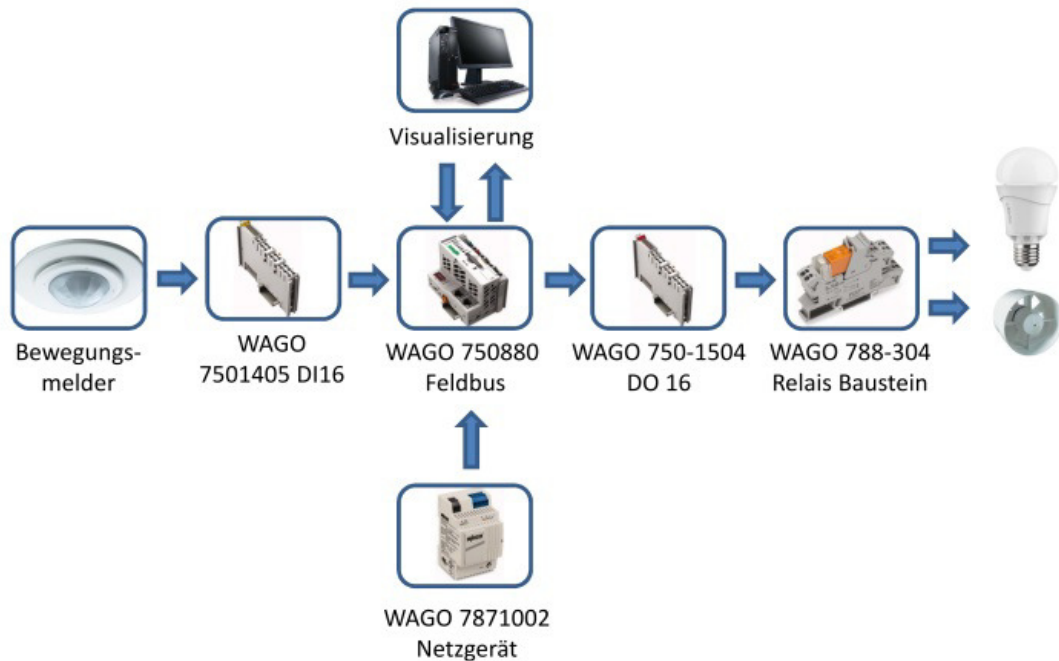 Visualisierung
Bewegungs-
melder
WAGO
7501405 DI16
WAGO 750880
Feldbus
WAGO 750-1504
DO 16
WAGO 788-304
Relais Baustein
WAGO 7871002
Netzgerät